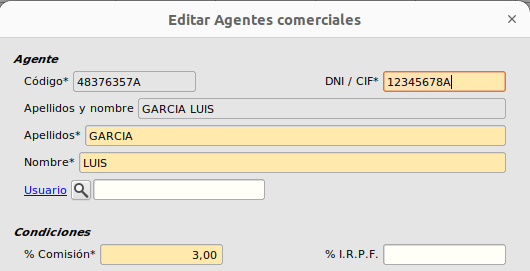 Editar Agentes comerciales ×
Agente
Código* 48376357A DNI / CIF* 12345678A
Apellidos y nombre GARCIA LUIS
Apellidos* GARCIA
Nombre* LUIS
Usuario
Condiciones
% Comisión* 3,00 % I.R.P.F.